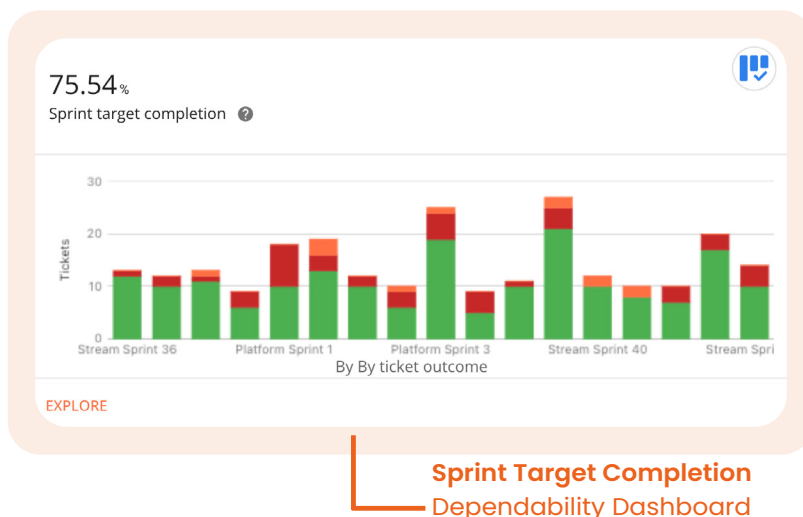 75.54%
Sprint target completion ?
30
20
10
0
Tickets
Stream Sprint 36 Platform Sprint 1 Platform Sprint 3 Stream Sprint 40 Stream Spri
By By ticket outcome
EXPLORE
Sprint Target Completion
Dependability Dashboard